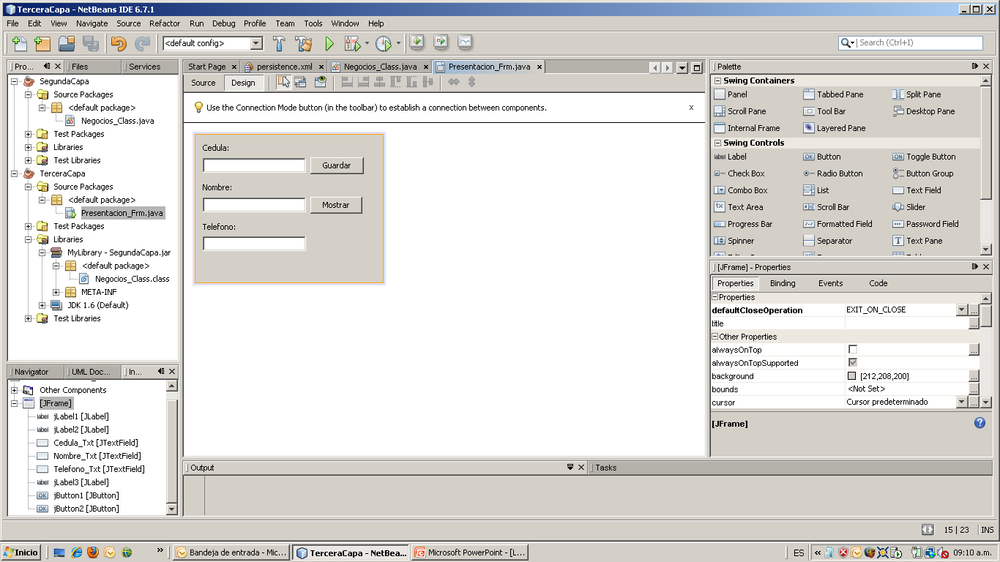 TerceraCapa - NetBeans IDE 6.7.1
File Edit View Navigate Source Refactor Run Debug Profile Team Tools Window Help
<default config>
Search (Ctrl+I)
Pro... Files Services
SegundaCapa
Source Packages
<default package>
Negocios_Class.java
Test Packages
Libraries
Test Libraries
TerceraCapa
Source Packages
<default package>
Presentacion_Frm.java
Test Packages
Libraries
MyLibrary - SegundaCapa.jar
<default package>
Negocios_Class.class
META-INF
JDK 1.6 (Default)
Test Libraries
Navigator UML Doc... In...
Other Components
[JFrame]
label jLabel1 [JLabel]
label jLabel2 [JLabel]
Cedula_Txt [JTextField]
Nombre_Txt [JTextField]
Telefono_Txt [JTextField]
label jLabel3 [JLabel]
OK jButton1 [JButton]
OK jButton2 [JButton]
Start Page persistence.xml Negocios_Class.java Presentacion_Frm.java
Source Design
Use the Connection Mode button (in the toolbar) to establish a connection between components. x
Cedula:
Guardar
Nombre:
Mostrar
Telefono:
Output Tasks
Palette
Swing Containers
Panel Tabbed Pane Split Pane
Scroll Pane Tool Bar Desktop Pane
Internal Frame Layered Pane
Swing Controls
label Label OK Button ON Toggle Button
Check Box Radio Button Button Group
Combo Box List Text Field
Text Area Scroll Bar Slider
Progress Bar Formatted Field Password Field
Spinner Separator Text Pane
[JFrame] - Properties
Properties Binding Events Code
Properties
defaultCloseOperation EXIT_ON_CLOSE
title
Other Properties
alwaysOnTop
alwaysOnTopSupported
background [212,208,200]
bounds <Not Set>
cursor Cursor predeterminado
[JFrame]
15 | 23 INS
Inicio Bandeja de entrada - Mic... TerceraCapa - NetBea... Microsoft PowerPoint - [L... ES 09:10 a.m.